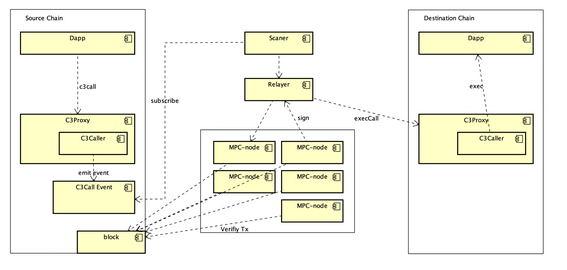 Source Chain
Dapp
c3call
C3Proxy
C3Caller
emit event
C3Call Event
block
subscribe
Scaner
Relayer
sign
execCall
MPC-node
MPC-node
MPC-node
MPC-node
MPC-node
Verifiy Tx
Destination Chain
Dapp
exec
C3Proxy
C3Caller